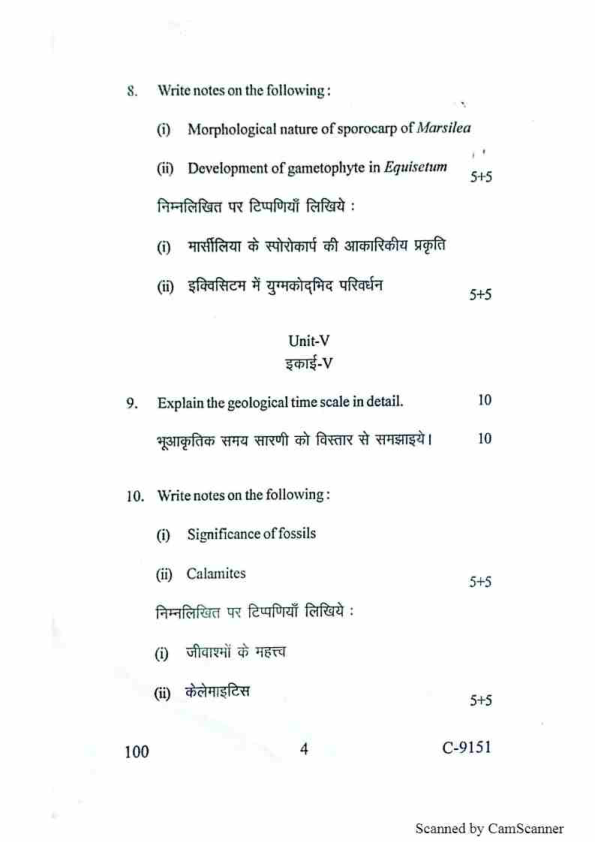 8. Write notes on the following :
(i) Morphological nature of sporocarp of Marsilea
(ii) Development of gametophyte in Equisetum 5+5
निम्नलिखित पर टिप्पणियाँ लिखिये :
(i) मार्सीलिया के स्पोरोकार्प की आकारिकीय प्रकृति
(ii) इक्विसिटम में युग्मकोद्भिद परिवर्धन 5+5
Unit-V
इकाई-V
9. Explain the geological time scale in detail. 10
भूआकृतिक समय सारणी को विस्तार से समझाइये। 10
10. Write notes on the following :
(i) Significance of fossils
(ii) Calamites 5+5
निम्नलिखित पर टिप्पणियाँ लिखिये :
(i) जीवाश्मों के महत्त्व
(ii) केलेमाइटिस 5+5
100 4 C-9151
Scanned by CamScanner